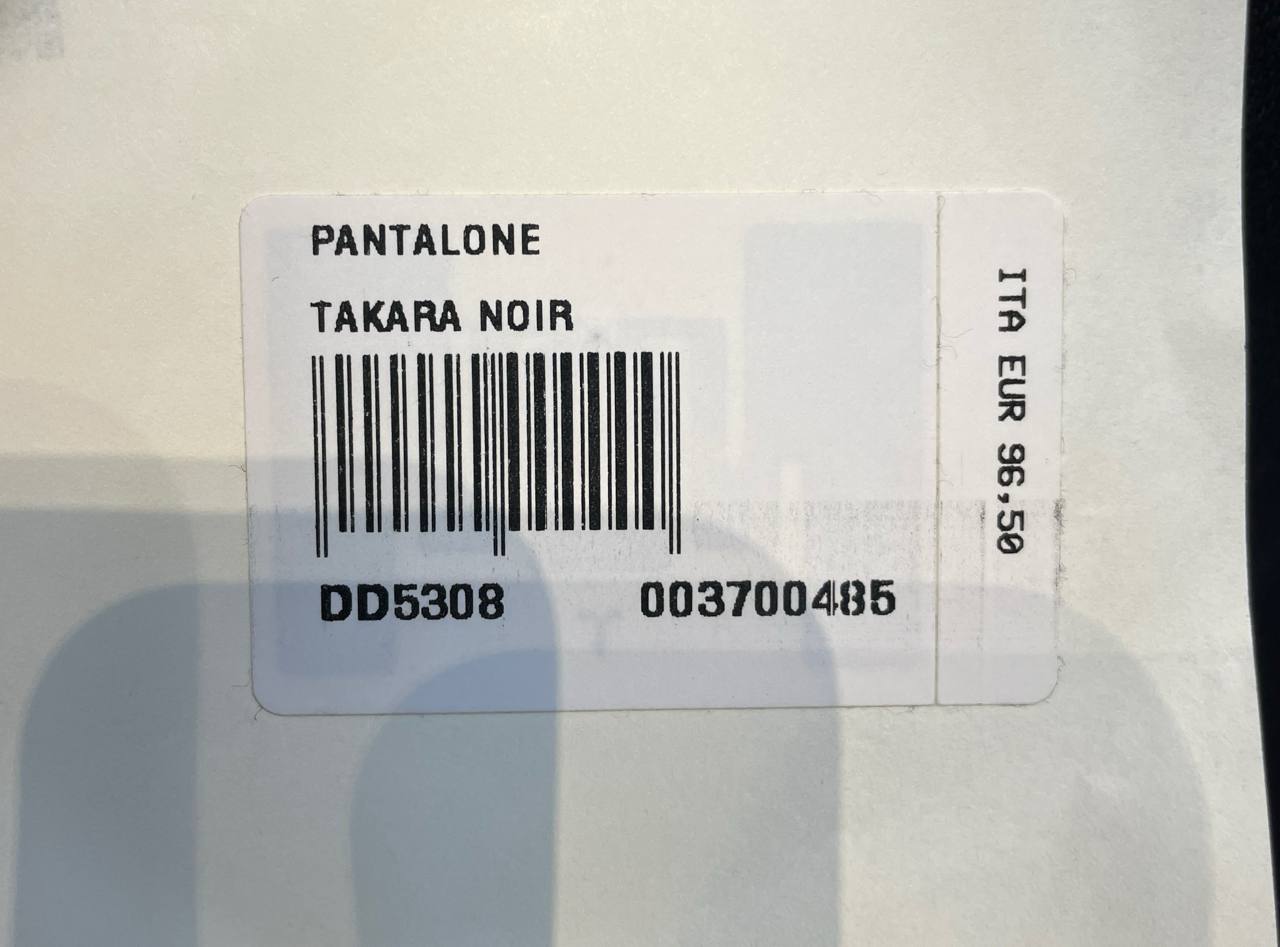 PANTALONE
TAKARA NOIR
DD5308 003700485
ITA EUR 96,50